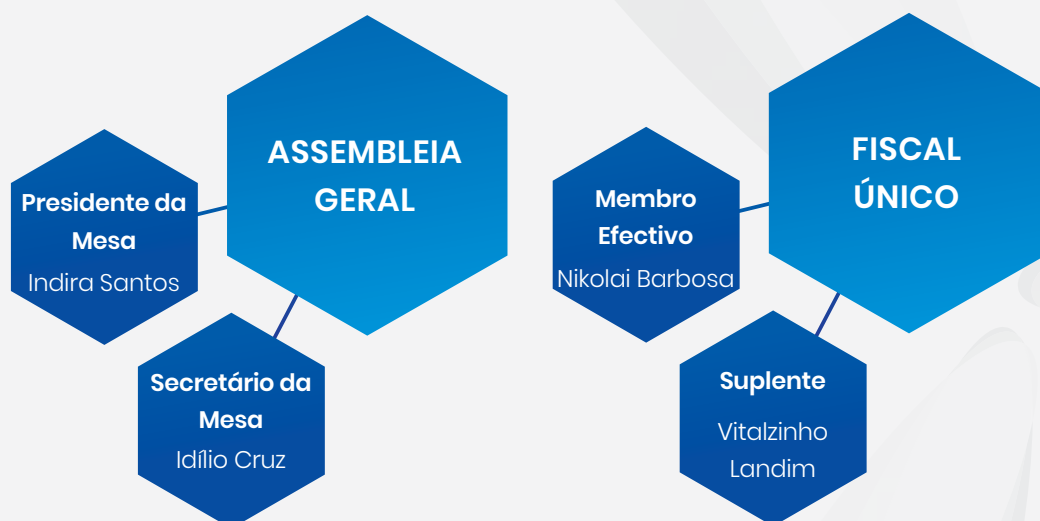 ASSEMBLEIA
GERAL
Presidente da
Mesa
Indira Santos
Secretário da
Mesa
Idílio Cruz
FISCAL
ÚNICO
Membro
Efectivo
Nikolai Barbosa
Suplente
Vitalzinho
Landim